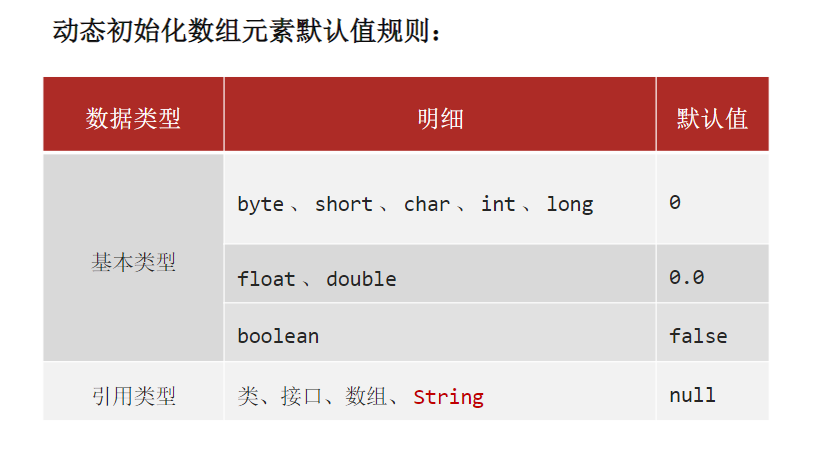 动态初始化数组元素默认值规则：
数据类型 明细 默认值
byte 、 short 、 char 、 int 、 long 0
基本类型
float 、 double 0.0
boolean false
引用类型 类、接口、数组、 String null